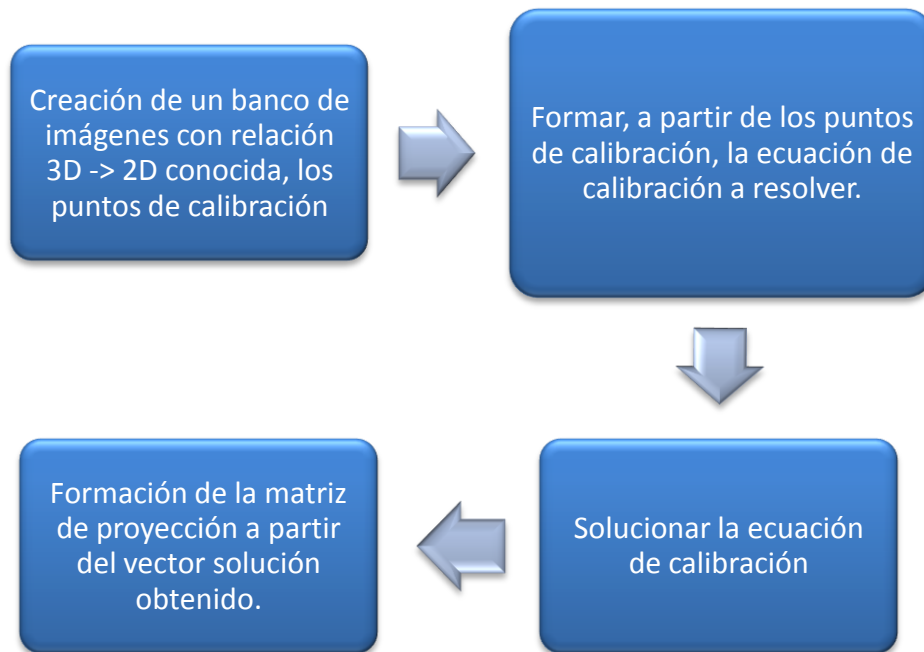 Creación de un banco de
imágenes con relación
3D -> 2D conocida, los
puntos de calibración
Formar, a partir de los puntos
de calibración, la ecuación de
calibración a resolver.
Solucionar la ecuación
de calibración
Formación de la matriz
de proyección a partir
del vector solución
obtenido.